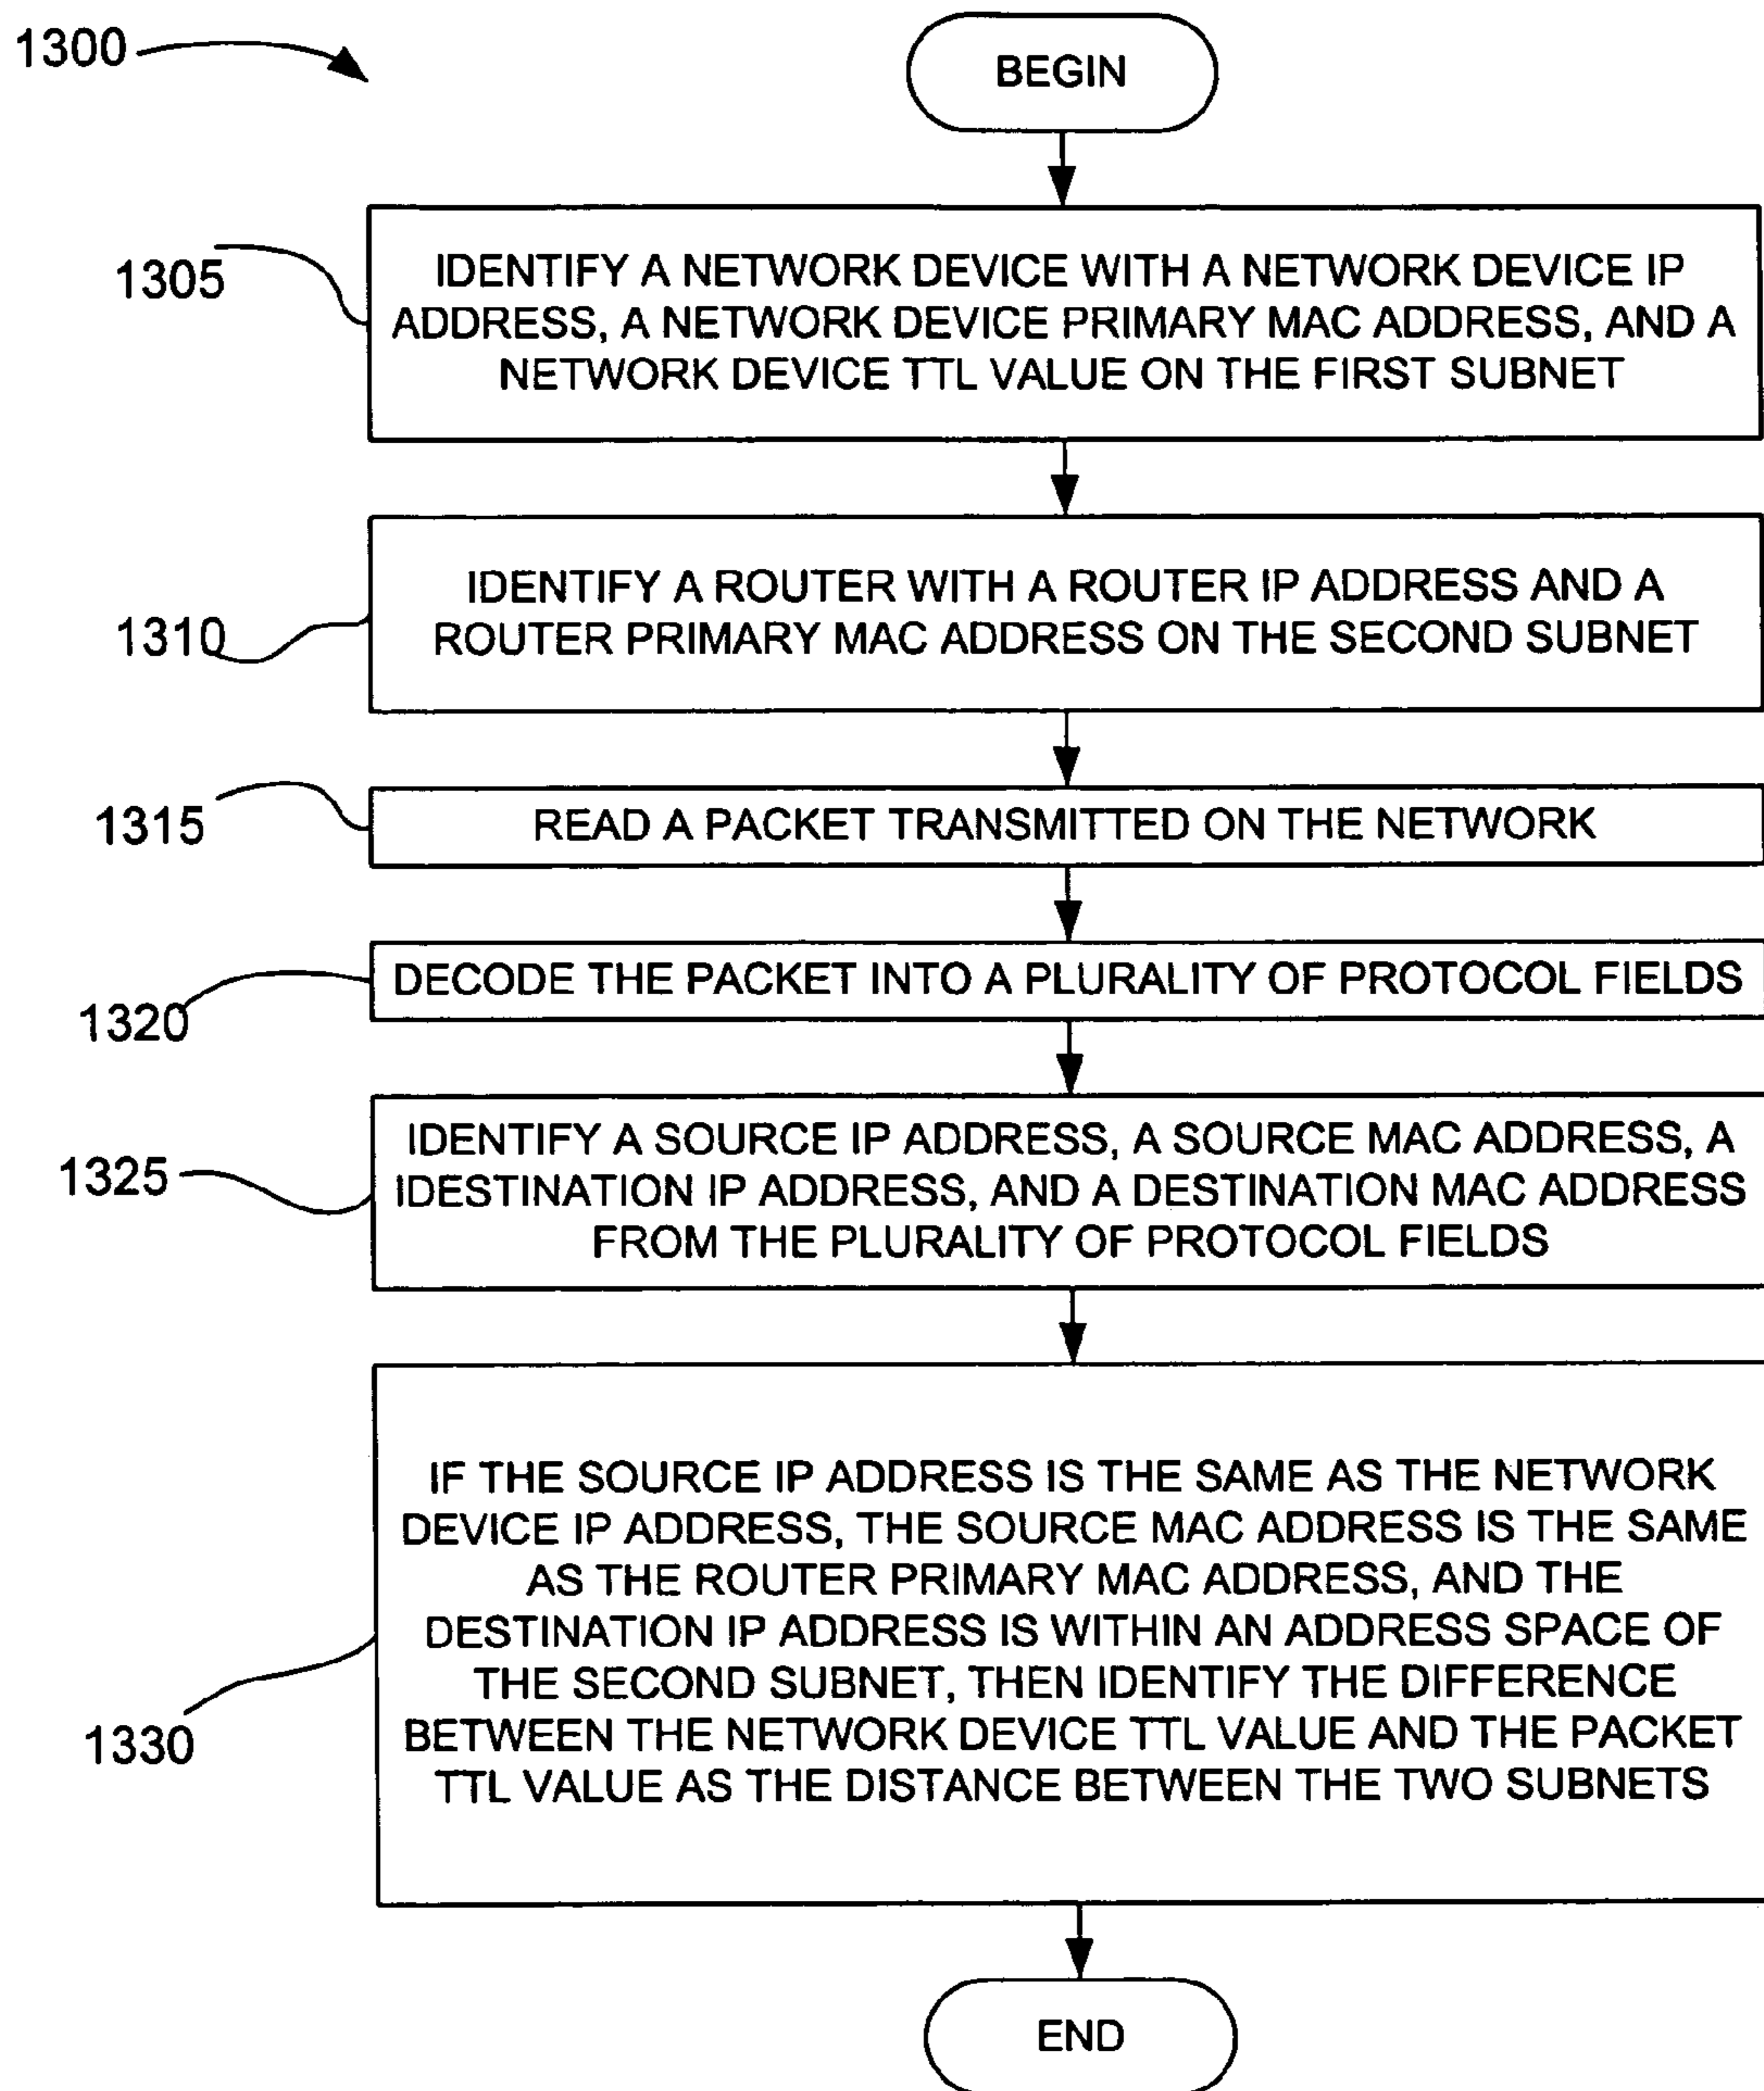 1300
BEGIN
1305
IDENTIFY A NETWORK DEVICE WITH A NETWORK DEVICE IP
ADDRESS, A NETWORK DEVICE PRIMARY MAC ADDRESS, AND A
NETWORK DEVICE TTL VALUE ON THE FIRST SUBNET
1310
IDENTIFY A ROUTER WITH A ROUTER IP ADDRESS AND A
ROUTER PRIMARY MAC ADDRESS ON THE SECOND SUBNET
1315
READ A PACKET TRANSMITTED ON THE NETWORK
1320
DECODE THE PACKET INTO A PLURALITY OF PROTOCOL FIELDS
1325
IDENTIFY A SOURCE IP ADDRESS, A SOURCE MAC ADDRESS, A
IDESTINATION IP ADDRESS, AND A DESTINATION MAC ADDRESS
FROM THE PLURALITY OF PROTOCOL FIELDS
1330
IF THE SOURCE IP ADDRESS IS THE SAME AS THE NETWORK
DEVICE IP ADDRESS, THE SOURCE MAC ADDRESS IS THE SAME
AS THE ROUTER PRIMARY MAC ADDRESS, AND THE
DESTINATION IP ADDRESS IS WITHIN AN ADDRESS SPACE OF
THE SECOND SUBNET, THEN IDENTIFY THE DIFFERENCE
BETWEEN THE NETWORK DEVICE TTL VALUE AND THE PACKET
TTL VALUE AS THE DISTANCE BETWEEN THE TWO SUBNETS
END